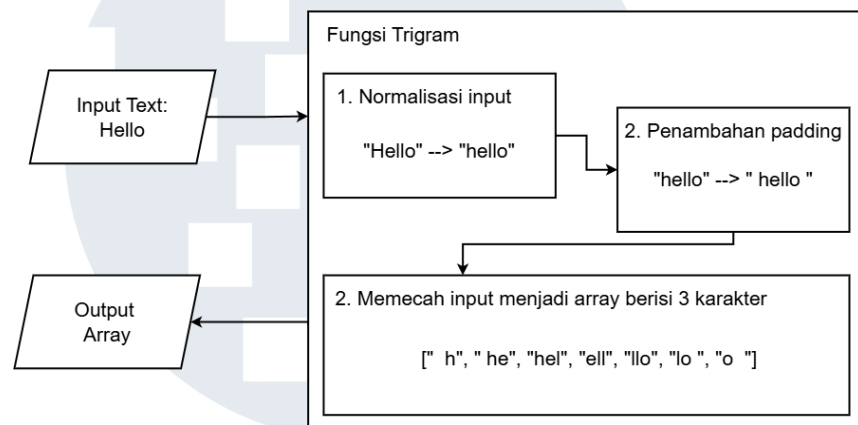 Fungsi Trigram
Input Text:
Hello
1. Normalisasi input
"Hello" --> "hello"
2. Penambahan padding
"hello" --> " hello "
2. Memecah input menjadi array berisi 3 karakter
["  h", " he", "hel", "ell", "llo", "lo ", "o  "]
Output
Array